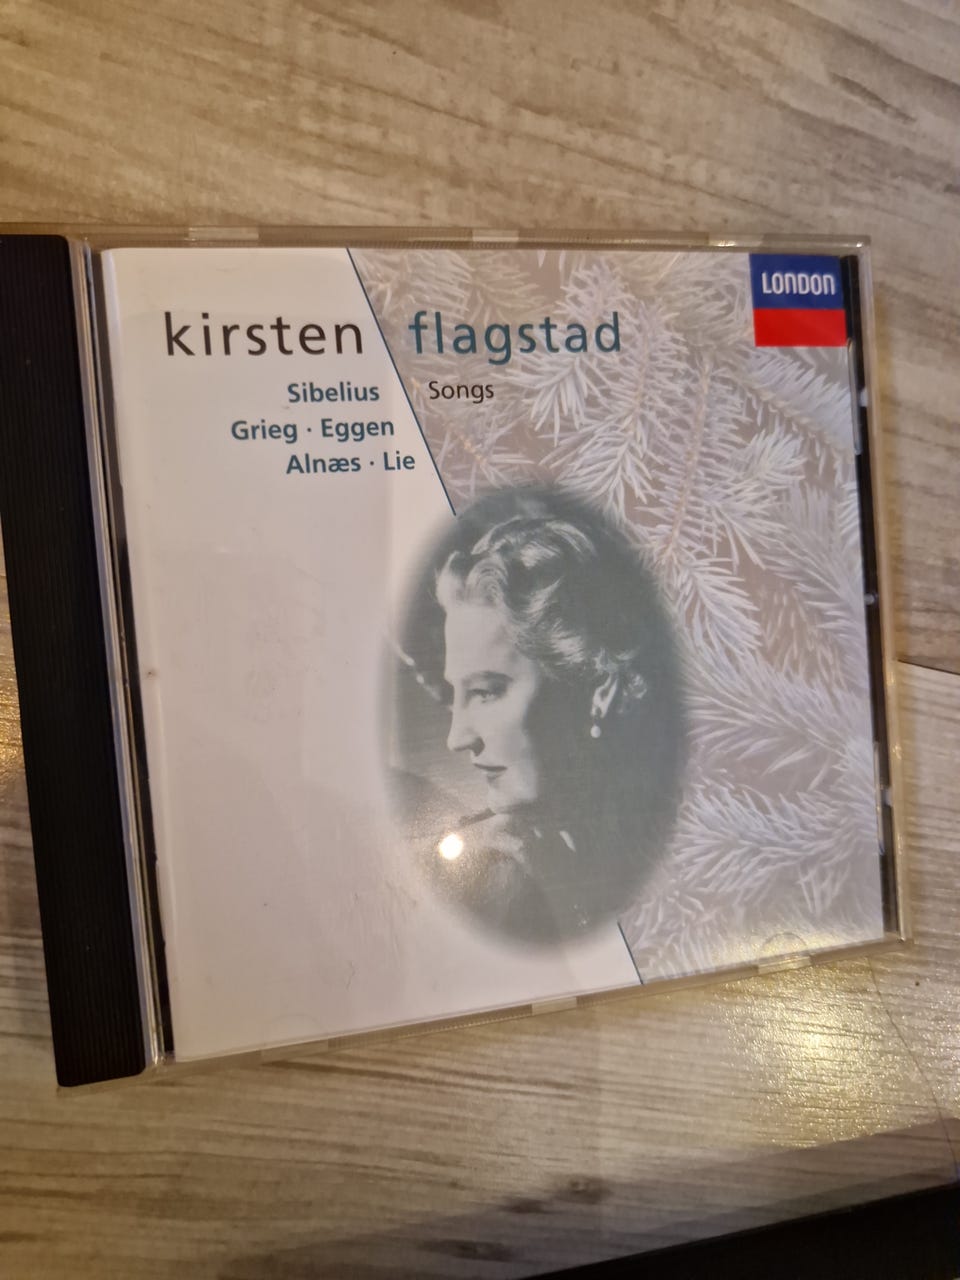 LONDON
kirsten flagstad
Sibelius Songs
Grieg · Eggen
Alnæs · Lie